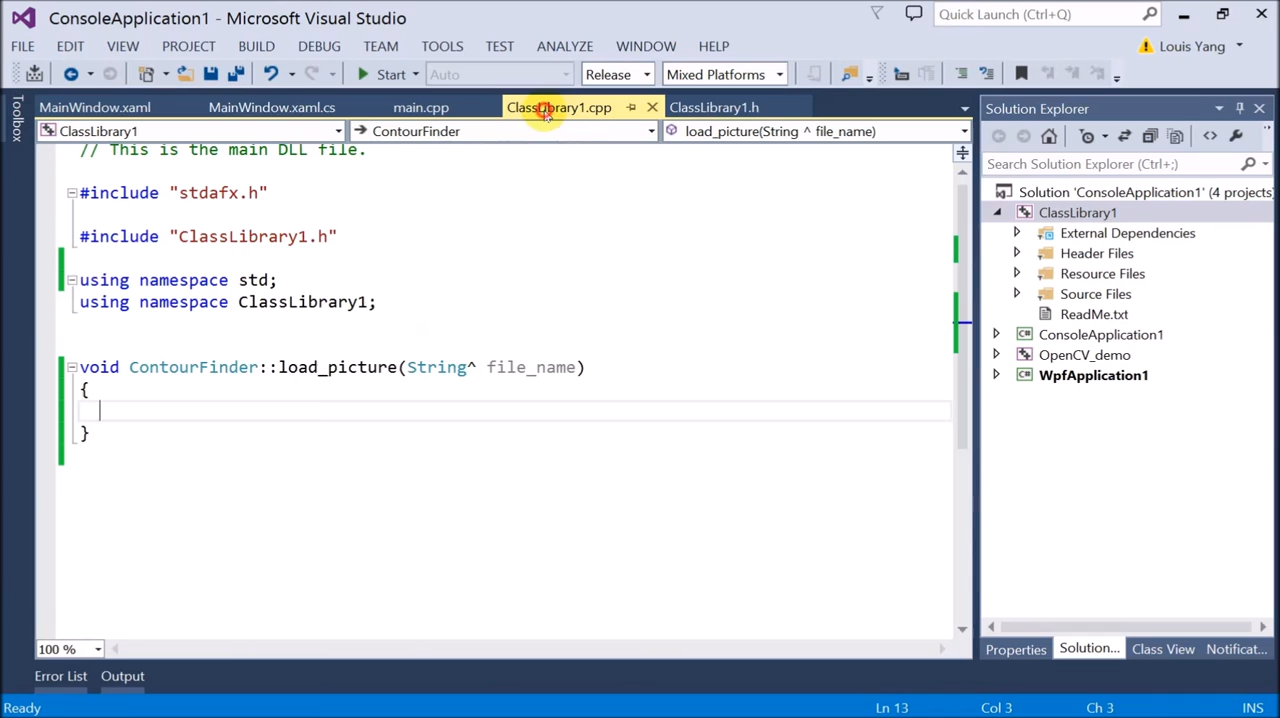 ConsoleApplication1 - Microsoft Visual Studio
Quick Launch (Ctrl+Q)
FILE EDIT VIEW PROJECT BUILD DEBUG TEAM TOOLS TEST ANALYZE WINDOW HELP
Louis Yang
Start Auto Release Mixed Platforms
Toolbox
MainWindow.xaml MainWindow.xaml.cs main.cpp ClassLibrary1.cpp ClassLibrary1.h
ClassLibrary1 ContourFinder load_picture(String ^ file_name)
// This is the main DLL file.
#include "stdafx.h"
#include "ClassLibrary1.h"
using namespace std;
using namespace ClassLibrary1;
void ContourFinder::load_picture(String^ file_name)
{
}
100 %
Solution Explorer
Search Solution Explorer (Ctrl+;)
Solution 'ConsoleApplication1' (4 projects)
ClassLibrary1
External Dependencies
Header Files
Resource Files
Source Files
ReadMe.txt
ConsoleApplication1
OpenCV_demo
WpfApplication1
Properties Solution... Class View Notificat...
Error List Output
Ready Ln 13 Col 3 Ch 3 INS